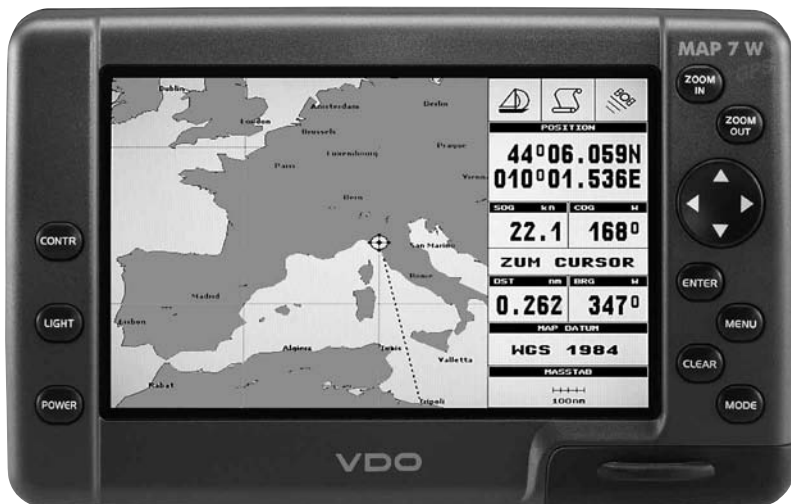 MAP 7 W
GPS
ZOOM IN
ZOOM OUT
CONTR
LIGHT
POWER
ENTER
MENU
CLEAR
MODE
BOB
POSITION
44°06.059N
010°01.536E
SOG kn COG M
22.1 168°
ZUM CURSOR
DST nm BRG M
0.262 347°
MAP DATUM
WGS 1984
MASSTAB
100nm
Dublin
London
Amsterdam
Berlin
Brussels
Paris
Luxembourg
Prague
Bern
San Marino
Rome
Madrid
Lisbon
Algiers
Tunis
Valletta
Rabat
Tripoli
VDO